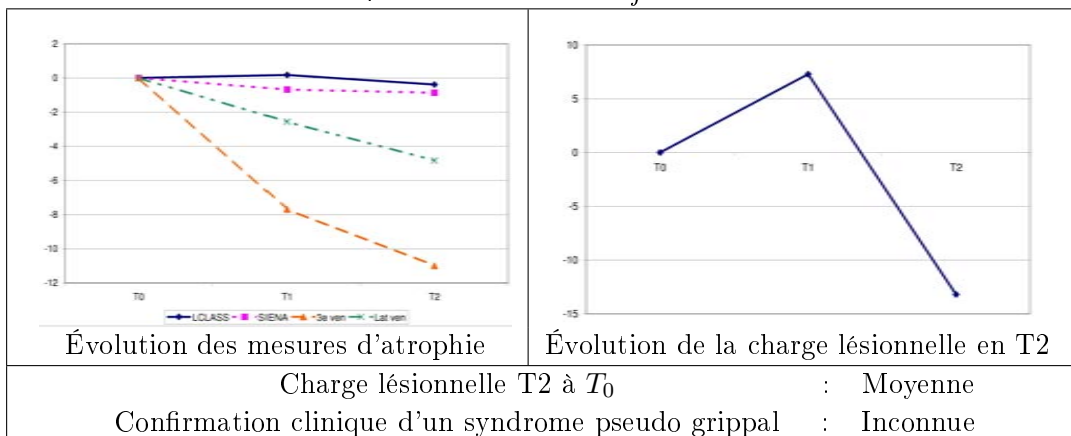 2
0
-2
-4
-6
-8
-10
-12
T0 T1 T2
LCLASS SIENA -3e ven -Lat ven
Évolution des mesures d'atrophie
10
5
0
-5
-10
-15
T0 T1 T2
Évolution de la charge lésionnelle en T2
Charge lésionnelle T2 à T0 : Moyenne
Confirmation clinique d'un syndrome pseudo grippal : Inconnue